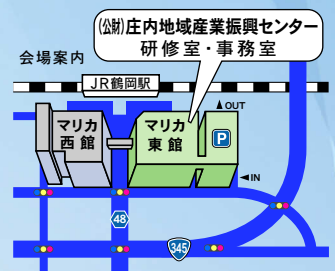 (公財)庄内地域産業振興センター
研修室・事務室
会場案内
JR鶴岡駅
OUT
マリカ
西館
マリカ
東館
P
IN
48
345